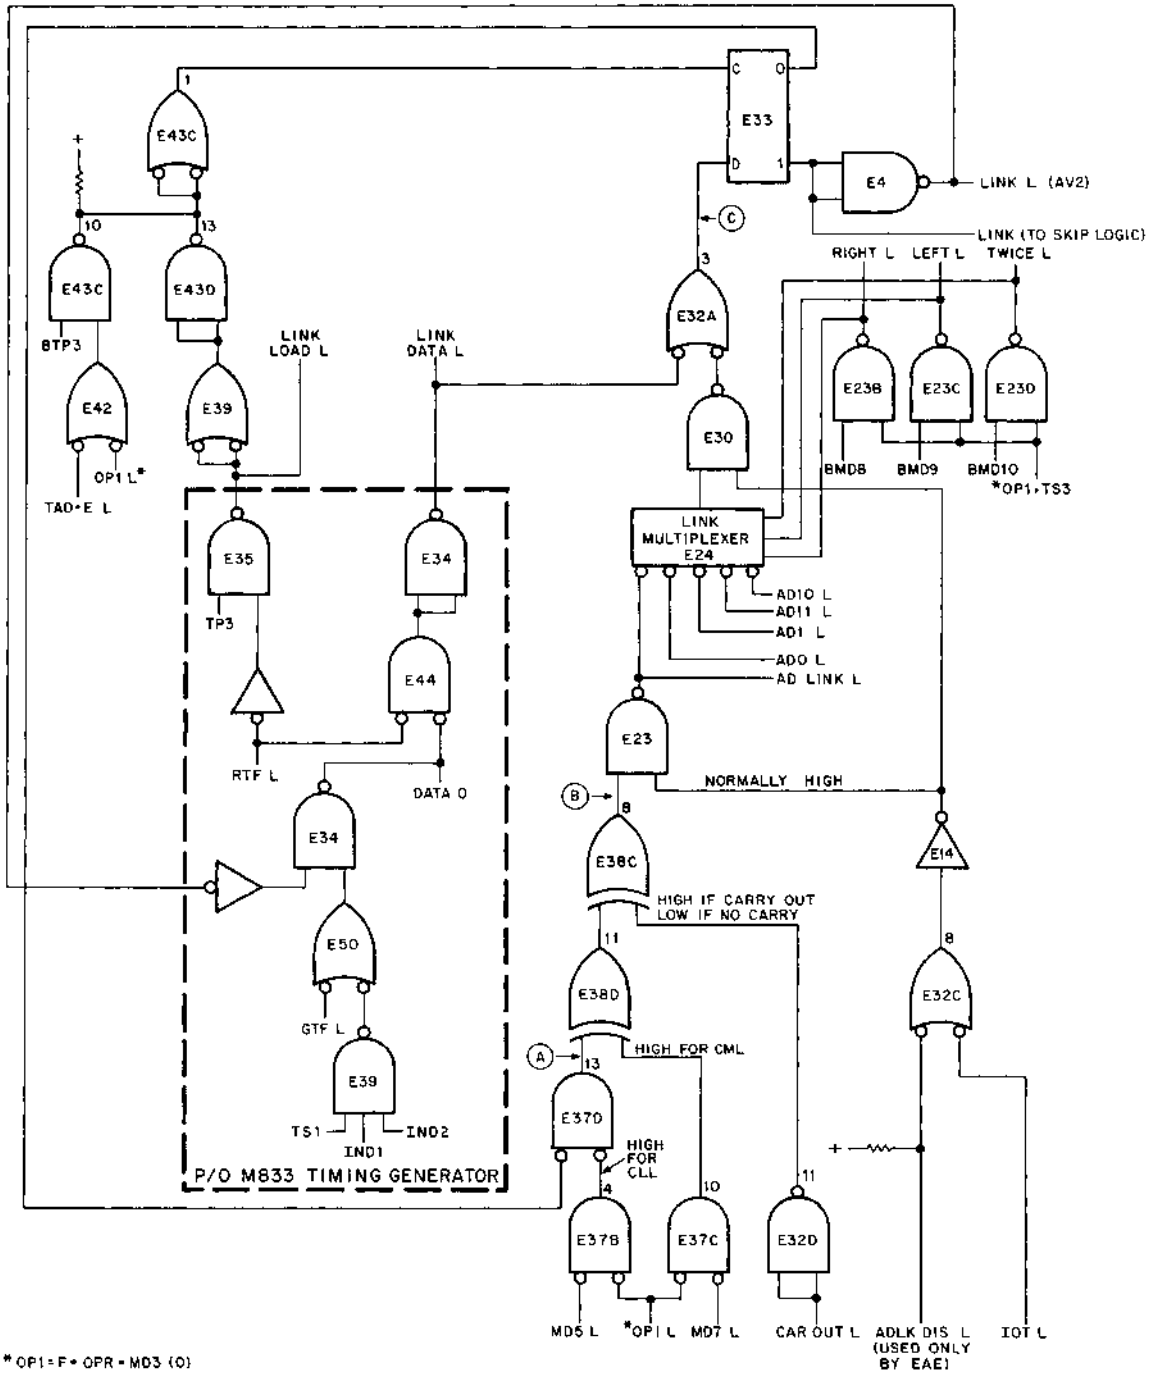 1
C
0
E43C
E33
D
1
E4
LINK L (AV2)
+
C
LINK (TO SKIP LOGIC)
10
13
RIGHT L
LEFT L
TWICE L
3
E43C
E43D
E32A
BTP3
LINK
LOAD L
LINK
DATA L
E23B
E23C
E23D
E42
E39
E30
BMD8
BMD9
BMD10
OP1 L*
*OP1·TS3
TAD·E L
LINK
MULTIPLEXER
E24
E35
E34
AD10 L
AD11 L
TP3
AD1 L
AD0 L
E44
AD LINK L
E23
RTF L
DATA 0
NORMALLY HIGH
B
8
E34
E38C
E14
HIGH IF CARRY OUT
LOW IF NO CARRY
E50
11
8
E38D
E32C
GTF L
HIGH FOR CML
A
13
E39
E37D
TS1
IND1
IND2
HIGH
FOR
CLL
+
P/O M833 TIMING GENERATOR
4
10
11
E37B
E37C
E32D
MD5 L
*OP1 L
MD7 L
CAR OUT L
ADLK DIS L
(USED ONLY
BY EAE)
IOT L
*OP1=F•OPR•MD3 (0)